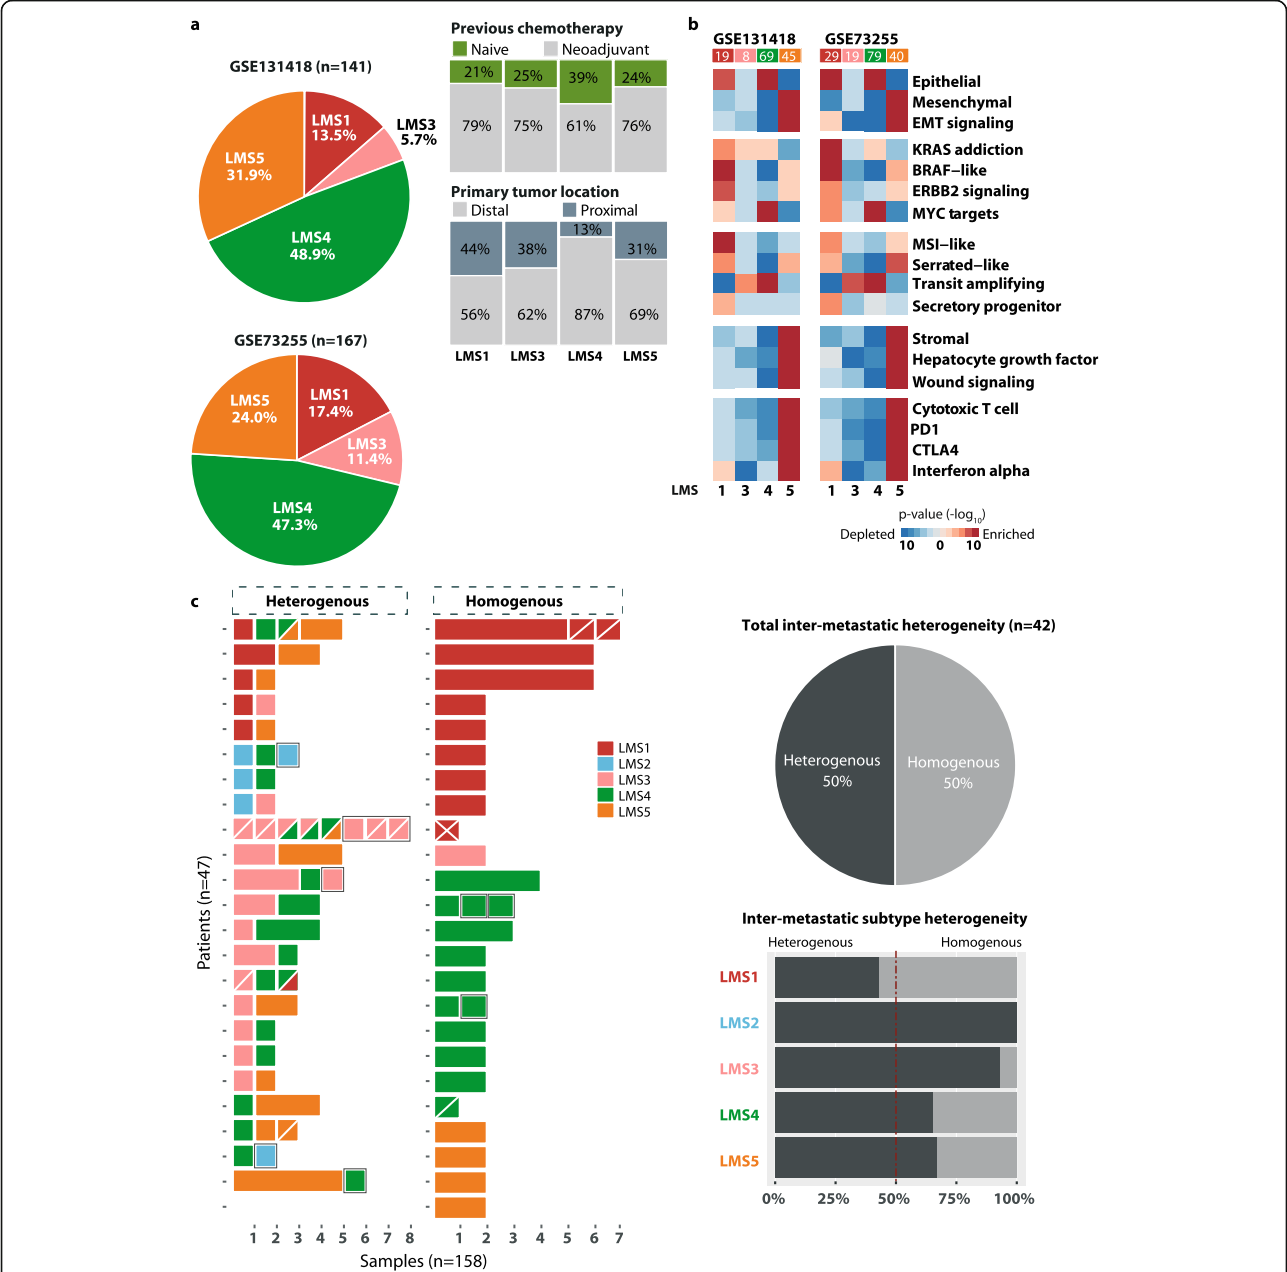 a
GSE131418 (n=141)
LMS1
13.5%
LMS3
5.7%
LMS5
31.9%
LMS4
48.9%
GSE73255 (n=167)
LMS5
24.0%
LMS1
17.4%
LMS3
11.4%
LMS4
47.3%
Previous chemotherapy
Naive Neoadjuvant
21% 25% 39% 24%
79% 75% 61% 76%
Primary tumor location
Distal Proximal
44% 38% 13% 31%
56% 62% 87% 69%
LMS1 LMS3 LMS4 LMS5
b
GSE131418 GSE73255
19 8 69 45 29 19 79 40
Epithelial
Mesenchymal
EMT signaling
KRAS addiction
BRAF−like
ERBB2 signaling
MYC targets
MSI−like
Serrated−like
Transit amplifying
Secretory progenitor
Stromal
Hepatocyte growth factor
Wound signaling
Cytotoxic T cell
PD1
CTLA4
Interferon alpha
LMS 1 3 4 5 1 3 4 5
p-value (-log10)
Depleted Enriched
10 0 10
c
Heterogenous Homogenous
LMS1
LMS2
LMS3
LMS4
LMS5
Patients (n=47)
1 2 3 4 5 6 7 8 1 2 3 4 5 6 7
Samples (n=158)
Total inter-metastatic heterogeneity (n=42)
Heterogenous
50%
Homogenous
50%
Inter-metastatic subtype heterogeneity
Heterogenous Homogenous
LMS1
LMS2
LMS3
LMS4
LMS5
0% 25% 50% 75% 100%